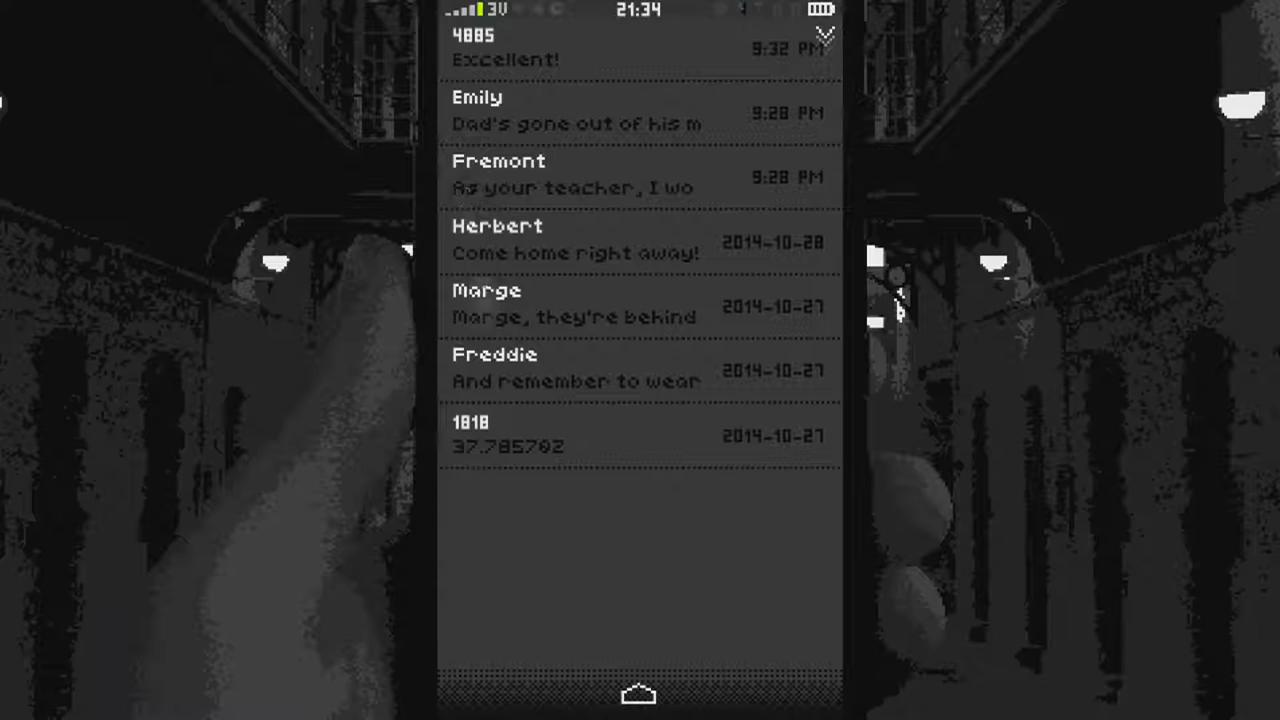 3U 21:34
4885
Excellent! 9:32 PM
Emily
Dad's gone out of his m 9:28 PM
Fremont
As your teacher, I wo 9:28 PM
Herbert
Come home right away! 2014-10-28
Marge
Marge, they're behind 2014-10-27
Freddie
And remember to wear 2014-10-27
1818
37.785702 2014-10-27